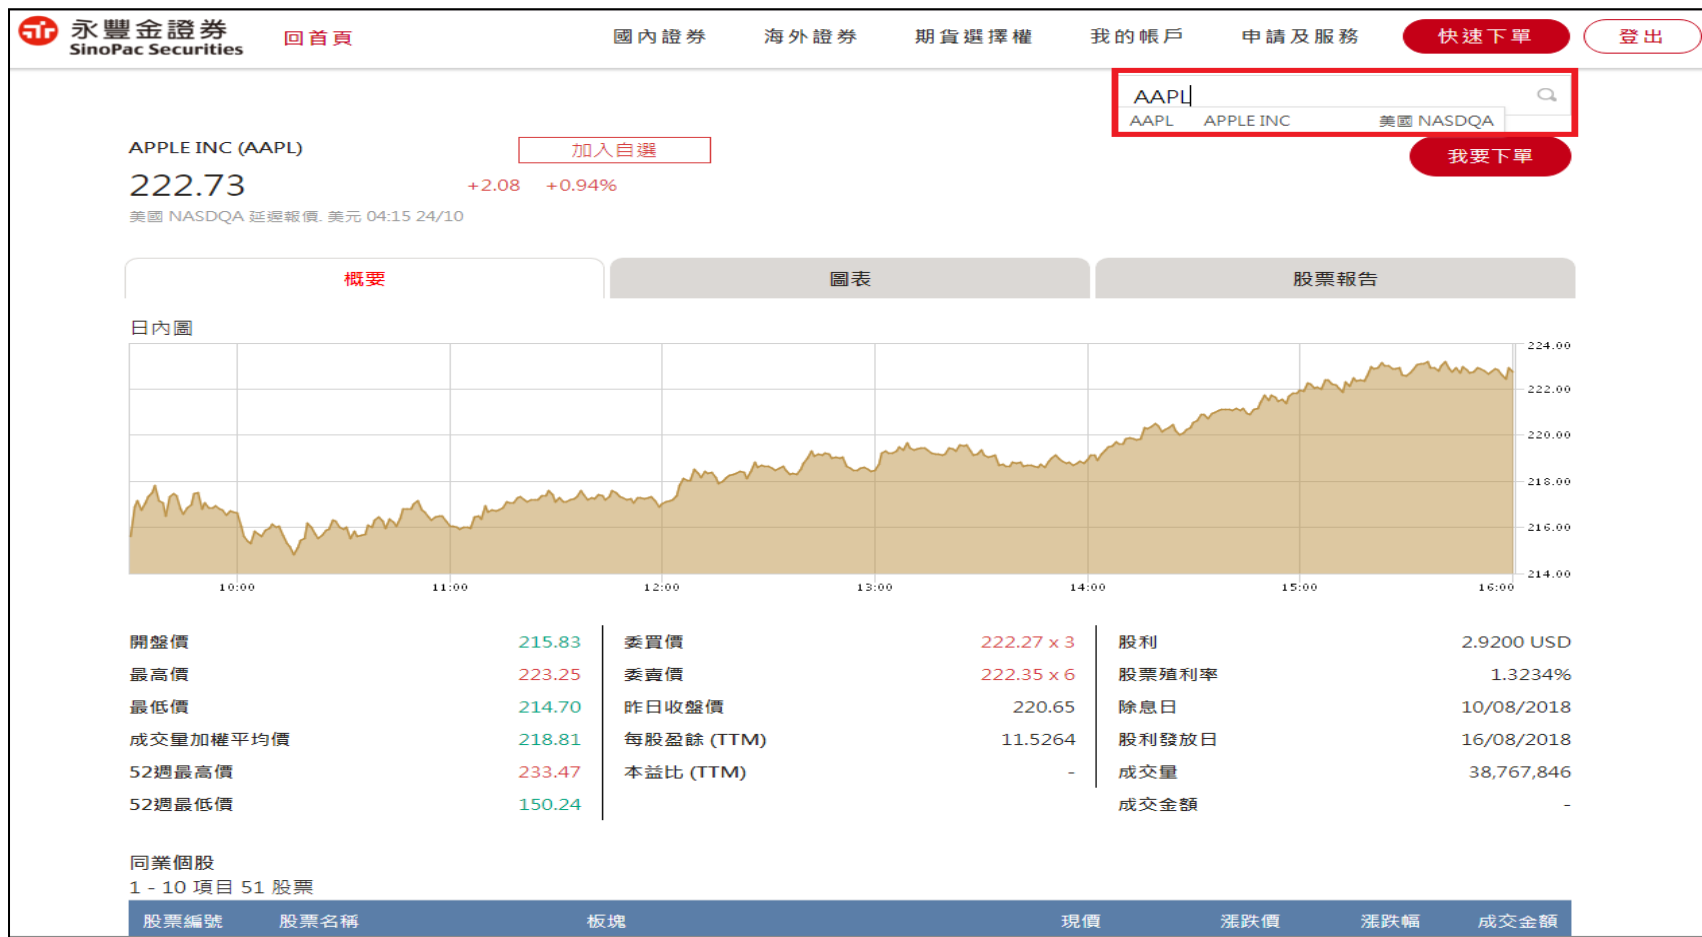 永豐金證券
SinoPac Securities
回首頁
國內證券 海外證券 期貨選擇權 我的帳戶 申請及服務 快速下單 登出
AAPL
AAPL APPLE INC 美國 NASDQA
APPLE INC (AAPL) 加入自選 我要下單
222.73 +2.08 +0.94%
美國 NASDQA 延遲報價. 美元 04:15 24/10
概要 圖表 股票報告
日內圖
224.00
222.00
220.00
218.00
216.00
214.00
10:00 11:00 12:00 13:00 14:00 15:00 16:00
開盤價 215.83 委買價 222.27 x 3 股利 2.9200 USD
最高價 223.25 委賣價 222.35 x 6 股票殖利率 1.3234%
最低價 214.70 昨日收盤價 220.65 除息日 10/08/2018
成交量加權平均價 218.81 每股盈餘 (TTM) 11.5264 股利發放日 16/08/2018
52週最高價 233.47 本益比 (TTM) - 成交量 38,767,846
52週最低價 150.24 成交金額 -
同業個股
1 - 10 項目 51 股票
股票編號 股票名稱 板塊 現價 漲跌價 漲跌幅 成交金額